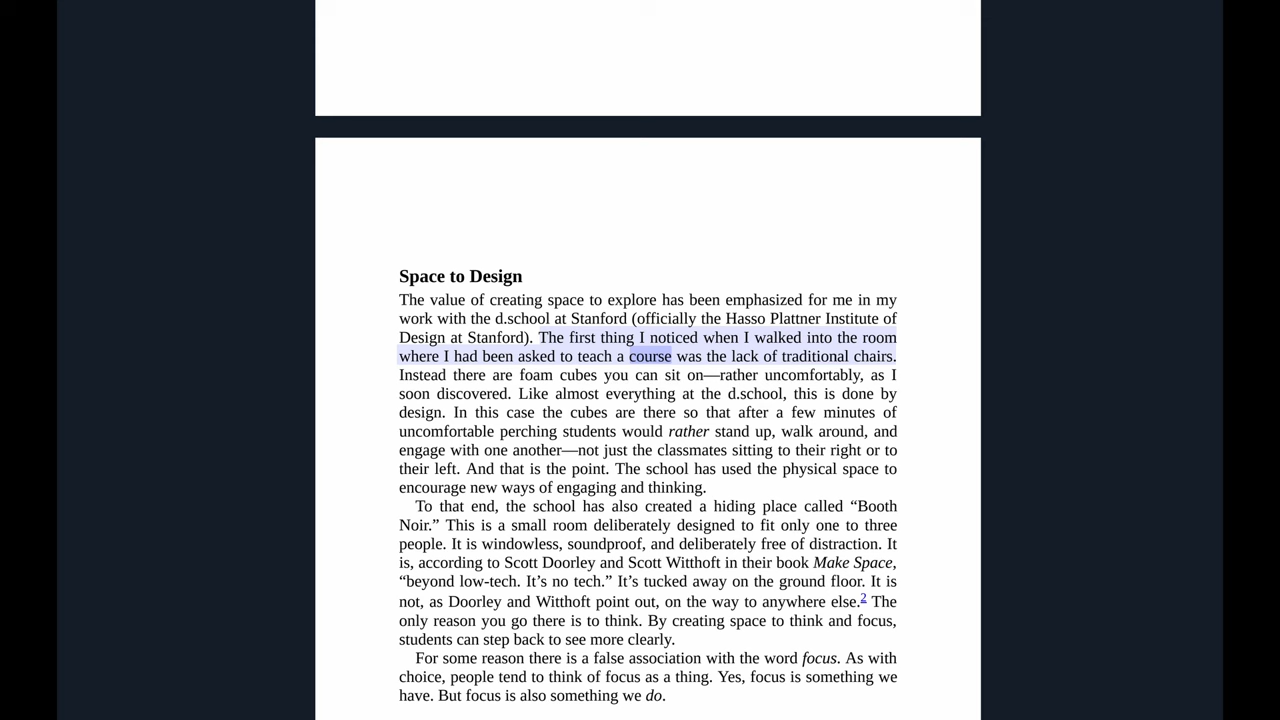 Space to Design
The value of creating space to explore has been emphasized for me in my
work with the d.school at Stanford (officially the Hasso Plattner Institute of
Design at Stanford). The first thing I noticed when I walked into the room
where I had been asked to teach a course was the lack of traditional chairs.
Instead there are foam cubes you can sit on—rather uncomfortably, as I
soon discovered. Like almost everything at the d.school, this is done by
design. In this case the cubes are there so that after a few minutes of
uncomfortable perching students would rather stand up, walk around, and
engage with one another—not just the classmates sitting to their right or to
their left. And that is the point. The school has used the physical space to
encourage new ways of engaging and thinking.
To that end, the school has also created a hiding place called “Booth
Noir.” This is a small room deliberately designed to fit only one to three
people. It is windowless, soundproof, and deliberately free of distraction. It
is, according to Scott Doorley and Scott Witthoft in their book Make Space,
“beyond low-tech. It’s no tech.” It’s tucked away on the ground floor. It is
not, as Doorley and Witthoft point out, on the way to anywhere else.2 The
only reason you go there is to think. By creating space to think and focus,
students can step back to see more clearly.
For some reason there is a false association with the word focus. As with
choice, people tend to think of focus as a thing. Yes, focus is something we
have. But focus is also something we do.